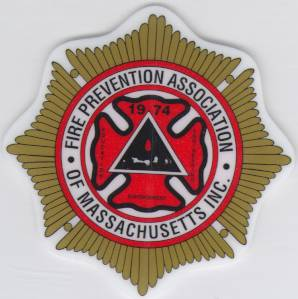 FIRE PREVENTION ASSOCIATION
OF MASSACHUSETTS INC.
19 74